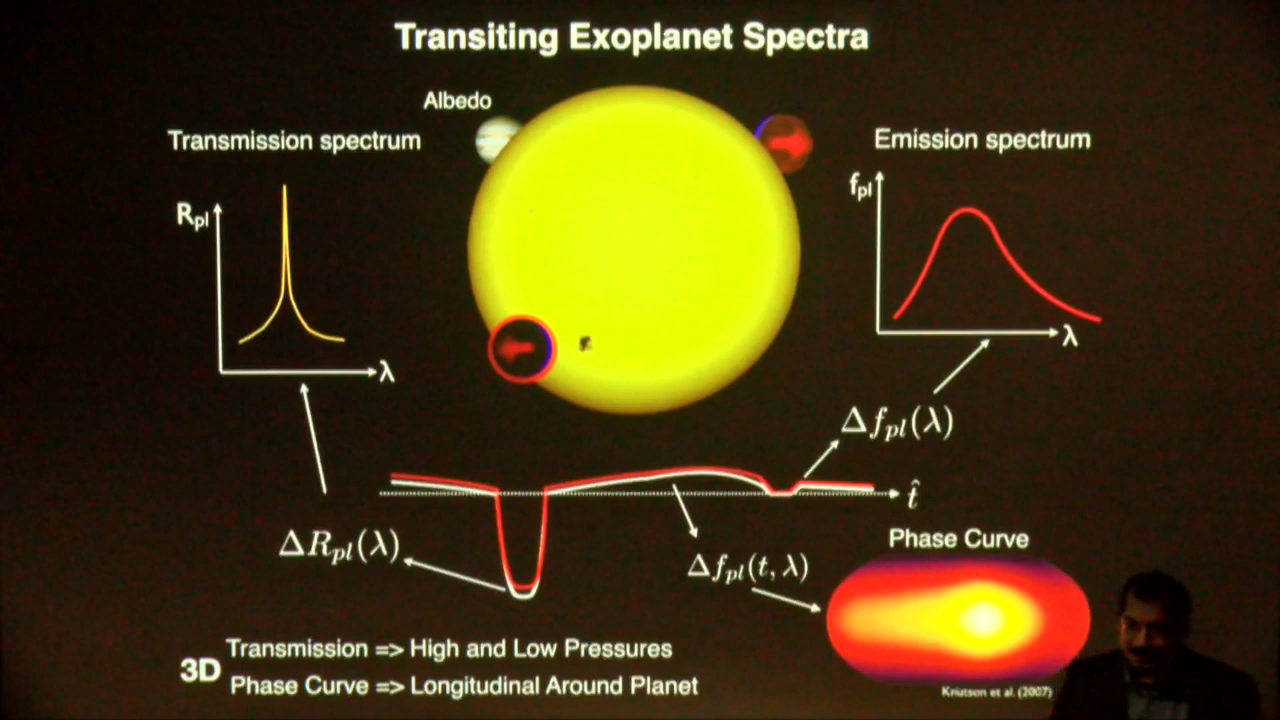 Transiting Exoplanet Spectra
Albedo
Transmission spectrum
Emission spectrum
R_pl
λ
f_pl
λ
Δf_pl(λ)
t̂
ΔR_pl(λ)
Δf_pl(t, λ)
Phase Curve
3D
Transmission => High and Low Pressures
Phase Curve => Longitudinal Around Planet
Knutson et al. (2007)